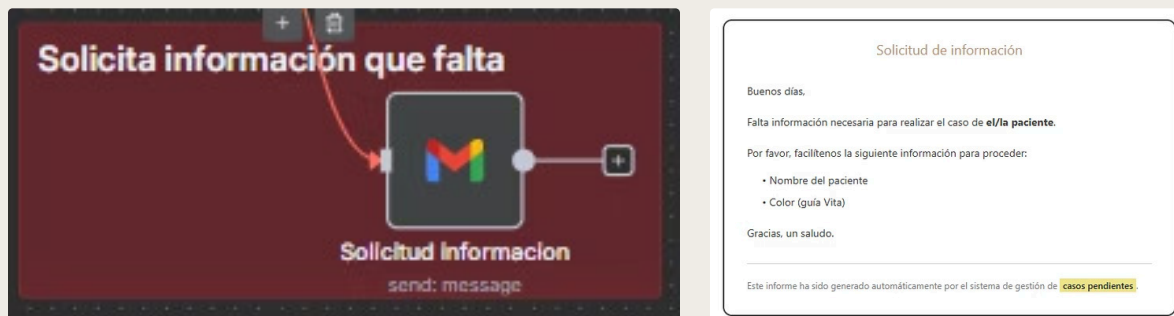 Solicita información que falta
Solicitud informacion
send: message
Solicitud de información
Buenos días,
Falta información necesaria para realizar el caso de el/la paciente.
Por favor, facilítenos la siguiente información para proceder:
• Nombre del paciente
• Color (guía Vita)
Gracias, un saludo.
Este informe ha sido generado automáticamente por el sistema de gestión de casos pendientes.